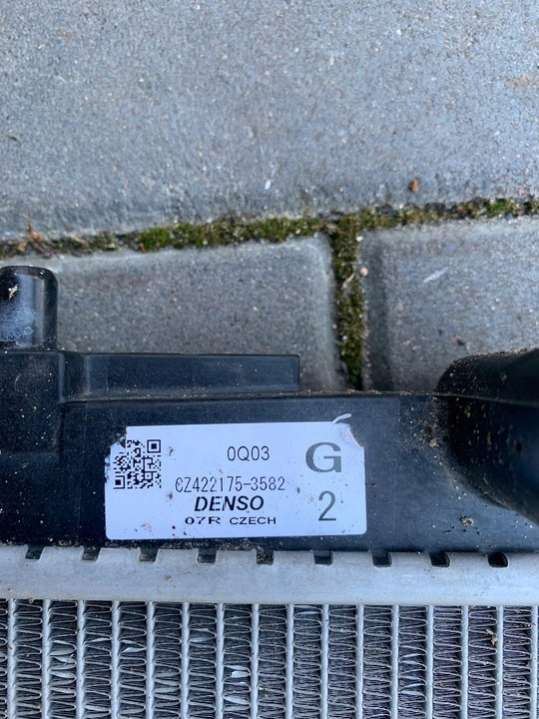 0Q03 G
CZ422175-3582
DENSO 2
07R CZECH